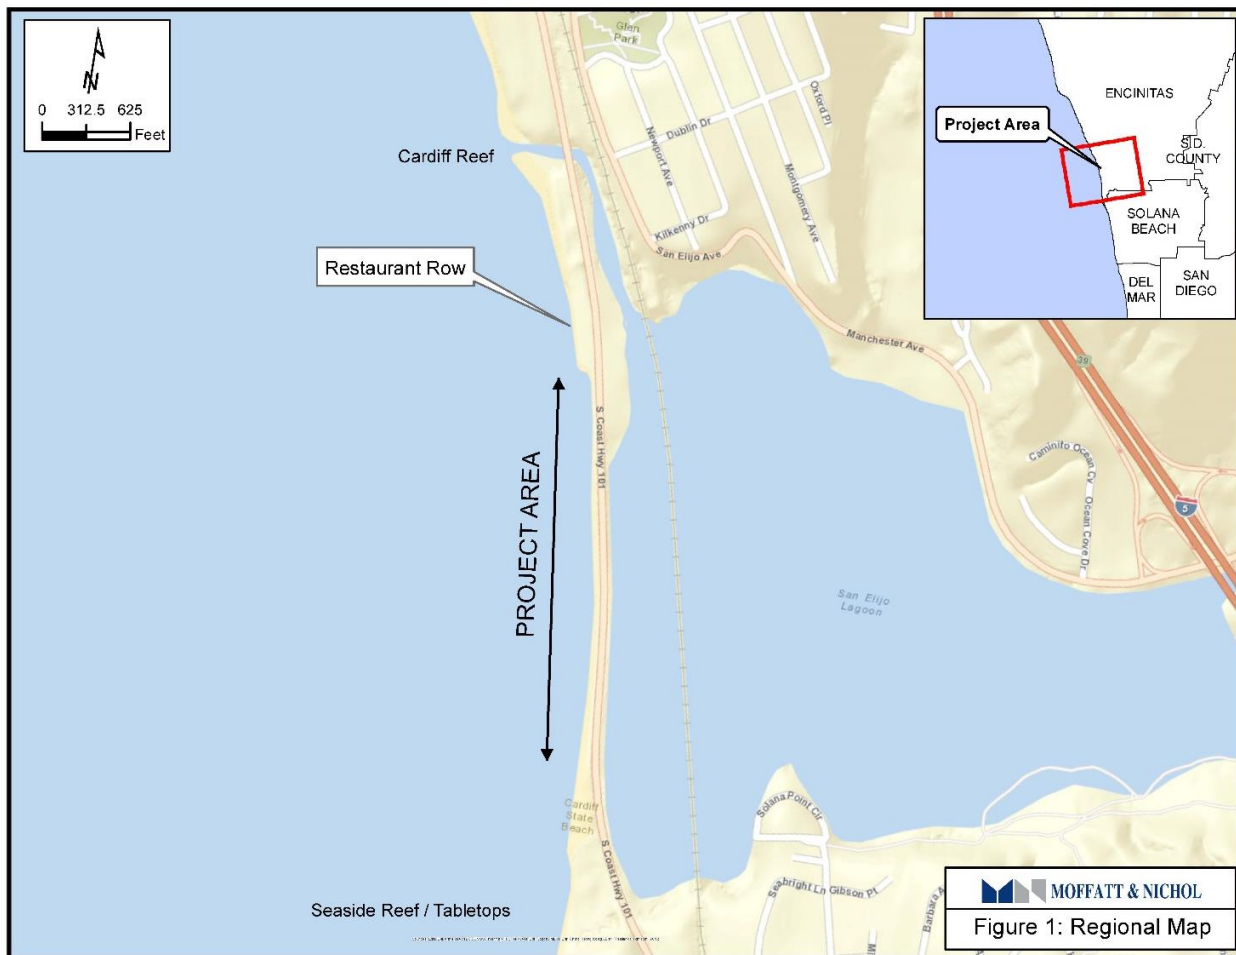 N
0 312.5 625
Feet
Glen
Park
Oxford Pl
Dublin Dr
Newport Ave
Montgomery Ave
Kilkenny Dr
San Elijo Ave
Cardiff Reef
Restaurant Row
Manchester Ave
S Coast Hwy 101
PROJECT AREA
Caminito Ocean Cv
Ocean Cove Dr
5
San Elijo
Lagoon
Cardiff
State
Beach
S Coast Hwy 101
Solana Point Cir
Seabright Ln
Gibson Pt
Barbara A
Seaside Reef / Tabletops
ENCINITAS
Project Area
S.D.
COUNTY
SOLANA
BEACH
DEL
MAR
SAN
DIEGO
MOFFATT & NICHOL
Figure 1: Regional Map